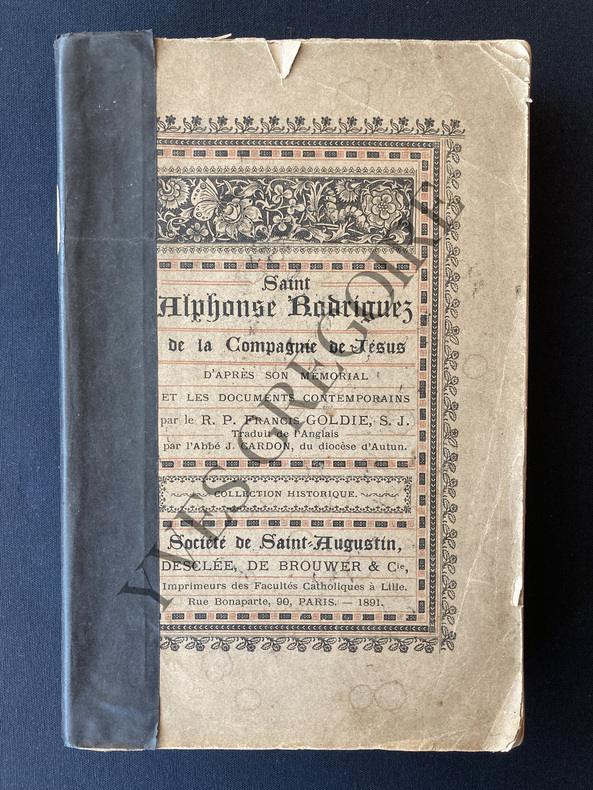 Saint
Alphonse Rodriguez
de la Compagnie de Jésus
D'APRÈS SON MÉMORIAL
ET LES DOCUMENTS CONTEMPORAINS
par le R. P. FRANCIS GOLDIE, S. J.
Traduit de l'Anglais
par l'Abbé J. CARDON, du diocèse d'Autun.
COLLECTION HISTORIQUE.
Société de Saint-Augustin,
DESCLÉE, DE BROUWER & Cie,
Imprimeurs des Facultés Catholiques à Lille.
Rue Bonaparte, 90, PARIS. — 1891.
YVES GREGOIRE